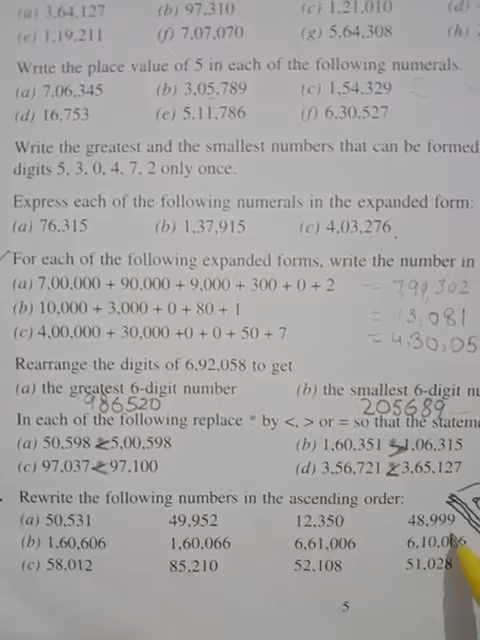 (a) 3,64,127 (b) 97,310 (c) 1,21,010 (d)
(e) 1,19,211 (f) 7,07,070 (g) 5,64,308 (h)
Write the place value of 5 in each of the following numerals:
(a) 7,06,345 (b) 3,05,789 (c) 1,54,329
(d) 16,753 (e) 5,11,786 (f) 6,30,527
Write the greatest and the smallest numbers that can be formed
digits 5, 3, 0, 4, 7, 2 only once.
Express each of the following numerals in the expanded form:
(a) 76,315 (b) 1,37,915 (c) 4,03,276
For each of the following expanded forms, write the number in
(a) 7,00,000 + 90,000 + 9,000 + 300 + 0 + 2 = 799,302
(b) 10,000 + 3,000 + 0 + 80 + 1 = 13,081
(c) 4,00,000 + 30,000 +0 + 0 + 50 + 7 = 4,30,05
Rearrange the digits of 6,92,058 to get
(a) the greatest 6-digit number (b) the smallest 6-digit nu
986520 205689
In each of the following replace * by <, > or = so that the stateme
(a) 50,598 < 5,00,598 (b) 1,60,351 > 1,06,315
(c) 97,037 < 97,100 (d) 3,56,721 < 3,65,127
Rewrite the following numbers in the ascending order:
(a) 50,531 49,952 12,350 48,999
(b) 1,60,606 1,60,066 6,61,006 6,10,066
(c) 58,012 85,210 52,108 51,028
5